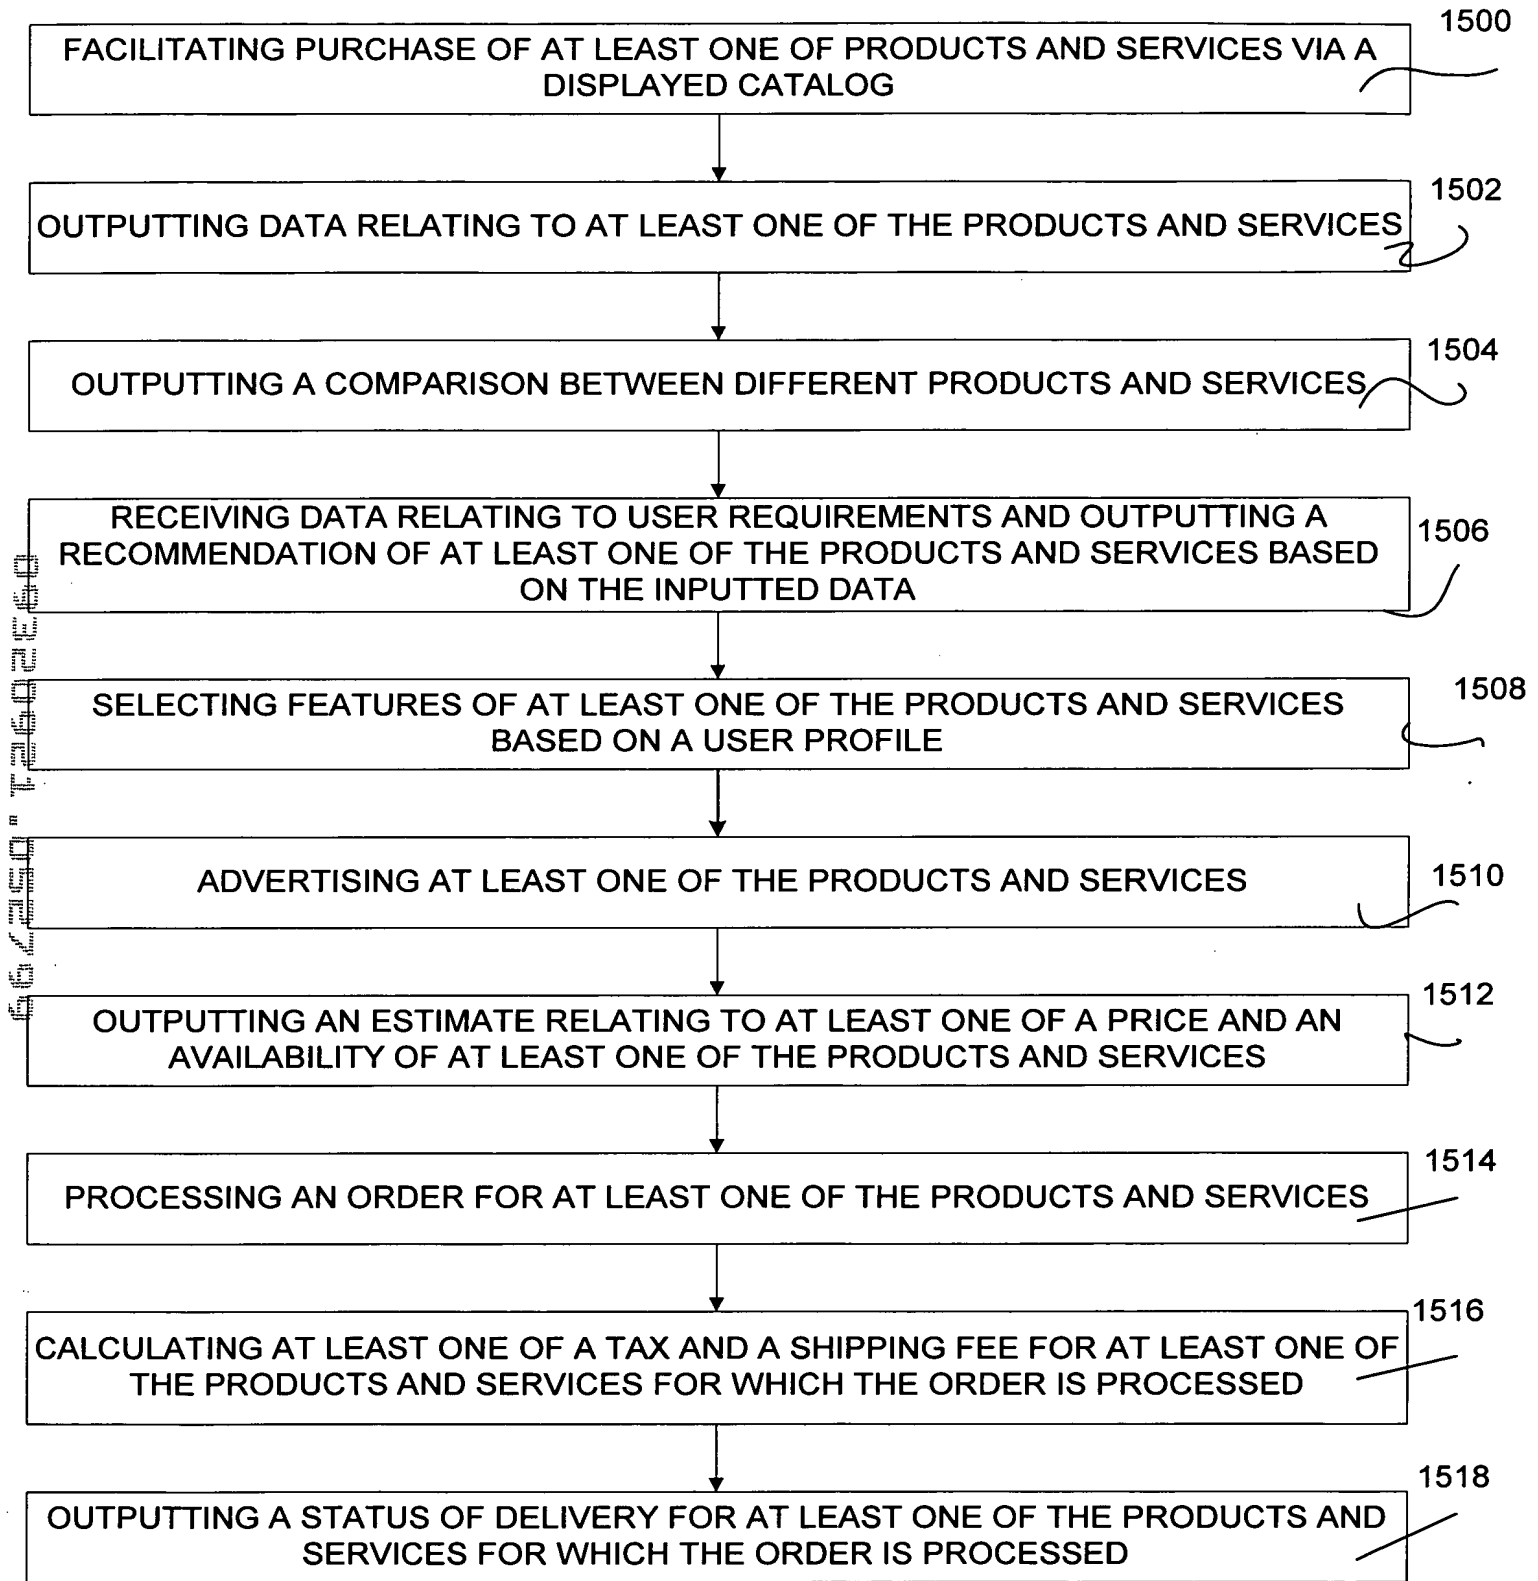 1500
FACILITATING PURCHASE OF AT LEAST ONE OF PRODUCTS AND SERVICES VIA A
DISPLAYED CATALOG
1502
OUTPUTTING DATA RELATING TO AT LEAST ONE OF THE PRODUCTS AND SERVICES
1504
OUTPUTTING A COMPARISON BETWEEN DIFFERENT PRODUCTS AND SERVICES
1506
RECEIVING DATA RELATING TO USER REQUIREMENTS AND OUTPUTTING A
RECOMMENDATION OF AT LEAST ONE OF THE PRODUCTS AND SERVICES BASED
ON THE INPUTTED DATA
1508
SELECTING FEATURES OF AT LEAST ONE OF THE PRODUCTS AND SERVICES
BASED ON A USER PROFILE
1510
ADVERTISING AT LEAST ONE OF THE PRODUCTS AND SERVICES
1512
OUTPUTTING AN ESTIMATE RELATING TO AT LEAST ONE OF A PRICE AND AN
AVAILABILITY OF AT LEAST ONE OF THE PRODUCTS AND SERVICES
1514
PROCESSING AN ORDER FOR AT LEAST ONE OF THE PRODUCTS AND SERVICES
1516
CALCULATING AT LEAST ONE OF A TAX AND A SHIPPING FEE FOR AT LEAST ONE OF
THE PRODUCTS AND SERVICES FOR WHICH THE ORDER IS PROCESSED
1518
OUTPUTTING A STATUS OF DELIVERY FOR AT LEAST ONE OF THE PRODUCTS AND
SERVICES FOR WHICH THE ORDER IS PROCESSED